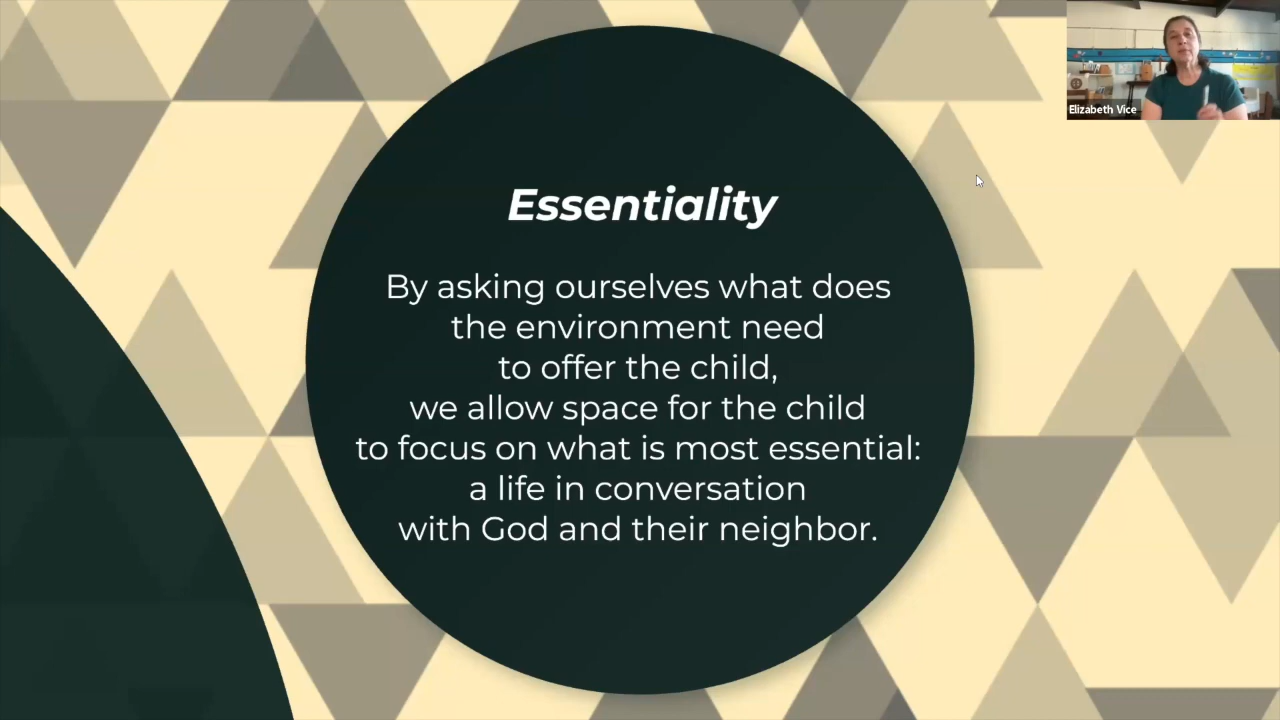 Elizabeth Vice
Essentiality
By asking ourselves what does
the environment need
to offer the child,
we allow space for the child
to focus on what is most essential:
a life in conversation
with God and their neighbor.